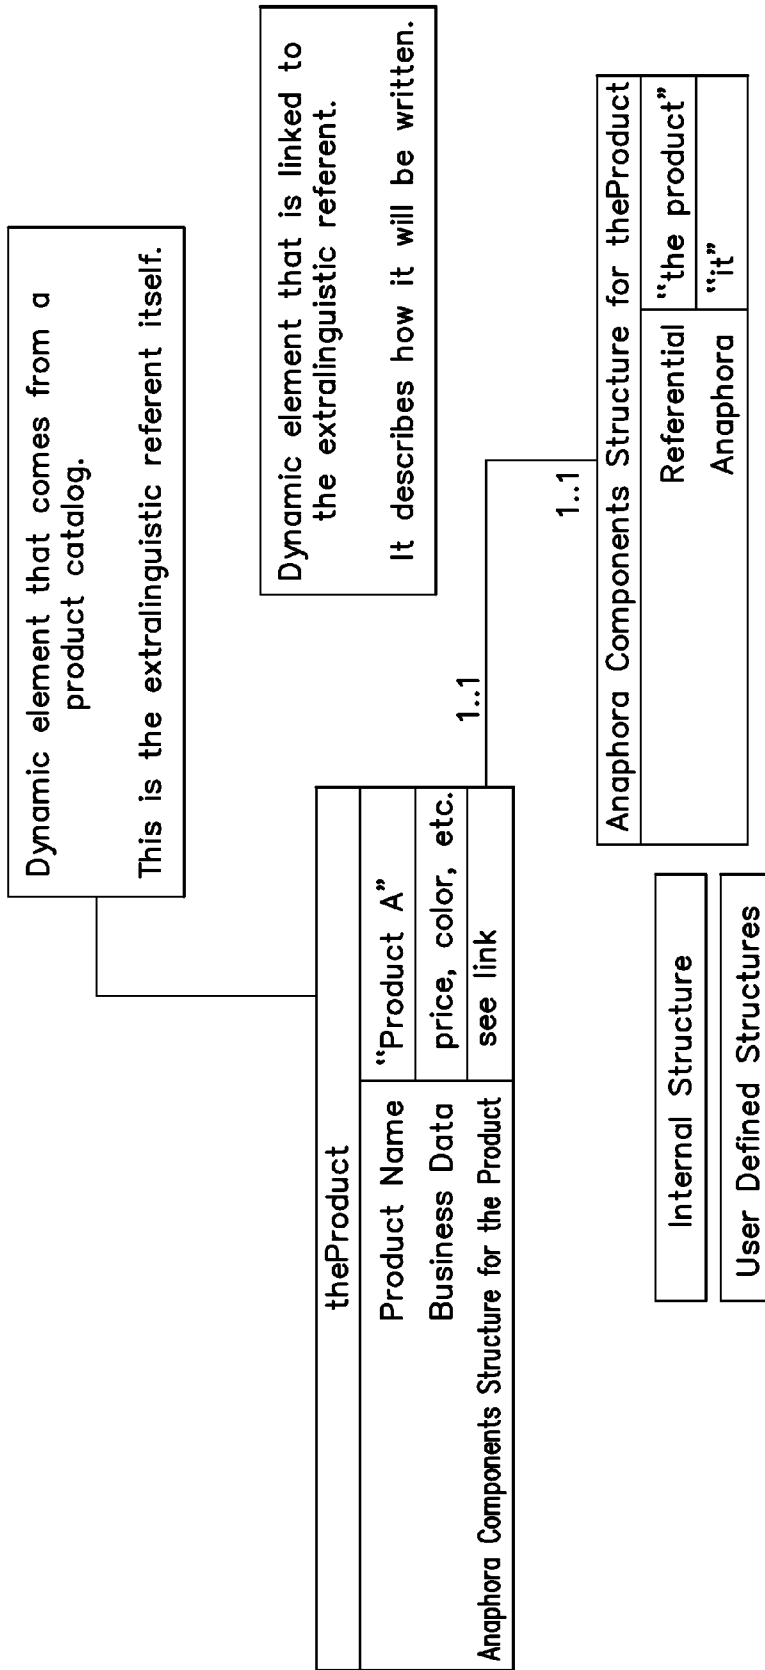 Dynamic element that comes from a
product catalog.
This is the extralinguistic referent itself.
Dynamic element that is linked to
the extralinguistic referent.
It describes how it will be written.
theProduct
Product Name “Product A”
Business Data price, color, etc.
Anaphora Components Structure for the Product see link
1..1
1..1
Anaphora Components Structure for theProduct
Referential “the product”
Anaphora “it”
Internal Structure
User Defined Structures